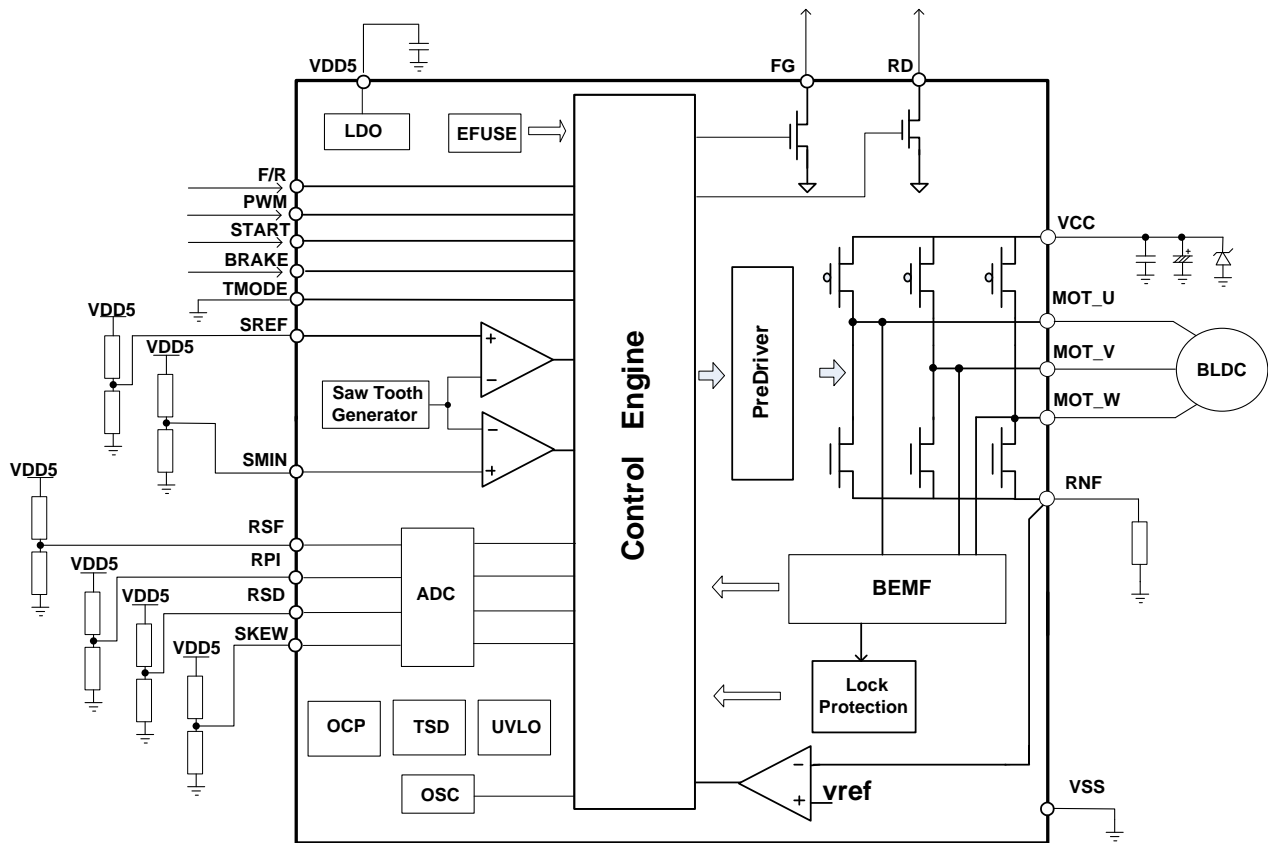 VDD5
FG
RD
LDO
EFUSE
F/R
PWM
START
BRAKE
TMODE
VDD5
SREF
VDD5
Saw Tooth
Generator
+
−
−
+
SMIN
VDD5
RSF
RPI
VDD5
RSD
VDD5
SKEW
VDD5
ADC
OCP
TSD
UVLO
OSC
Control Engine
PreDriver
VCC
+
MOT_U
MOT_V
MOT_W
BLDC
RNF
BEMF
Lock
Protection
−
+
vref
VSS